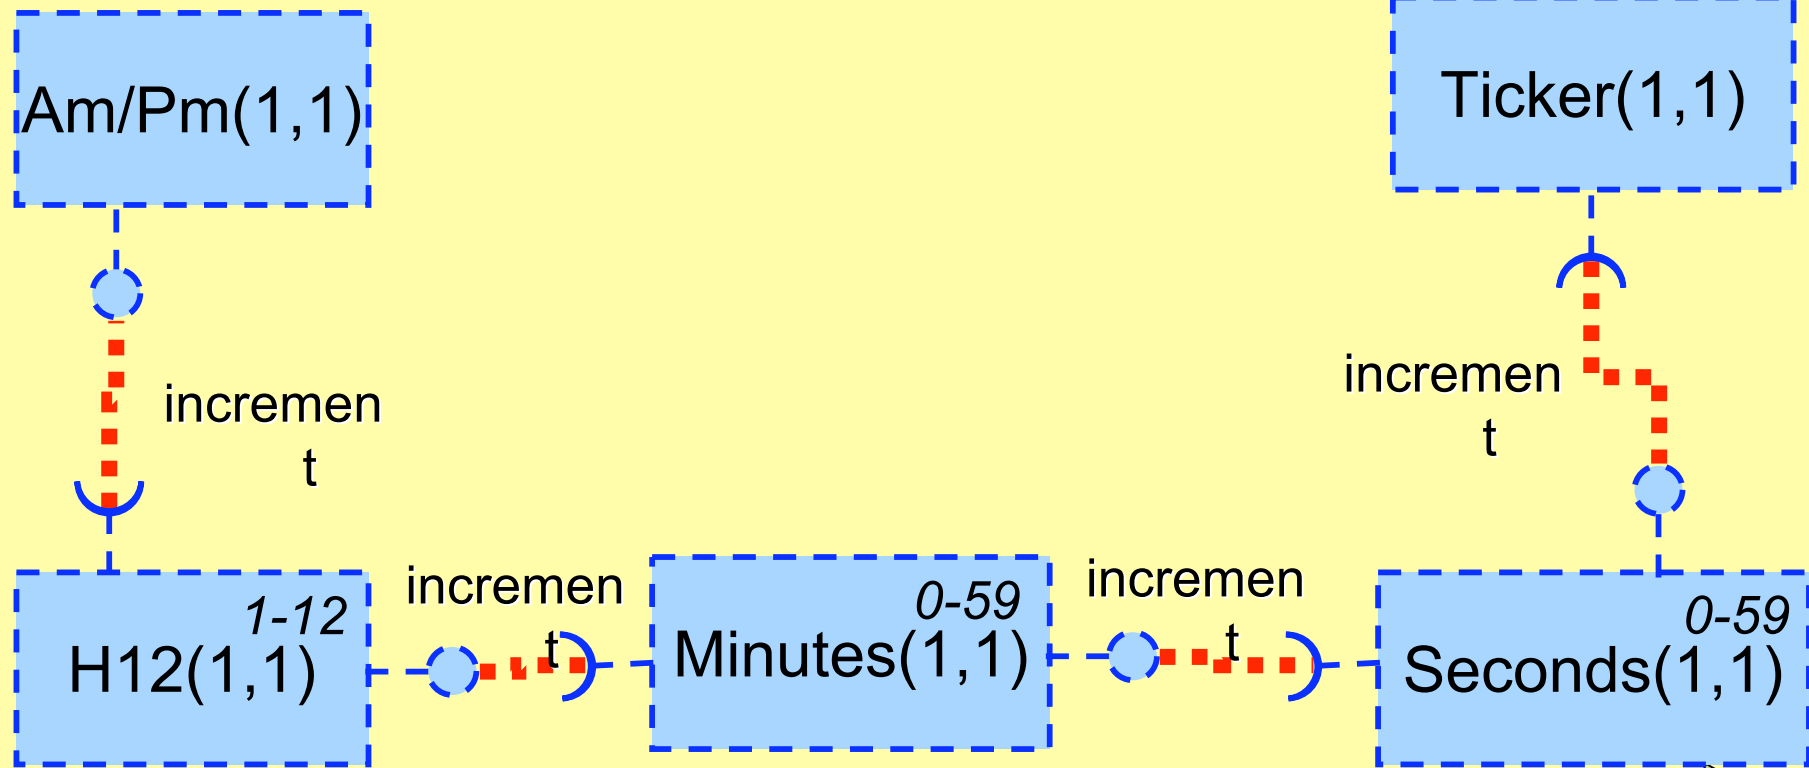 Am/Pm(1,1)
Ticker(1,1)
incremen
t
incremen
t
1-12
H12(1,1)
incremen
t
0-59
Minutes(1,1)
incremen
t
0-59
Seconds(1,1)